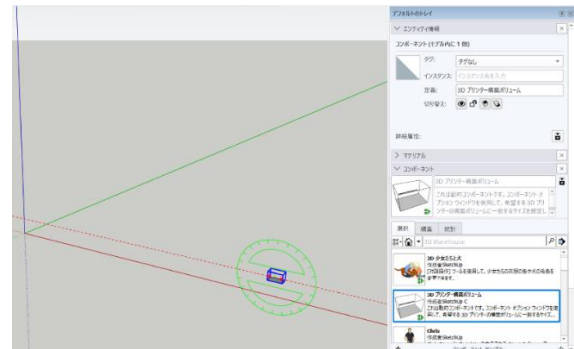 デフォルトのトレイ
エンティティ情報
コンポーネント (モデル内に 1 個)
タグ:
タグなし
インスタンス:
インスタンス名を入力
定義:
3D プリンター構築ボリューム
切り替え:
詳細属性:
マテリアル
コンポーネント
3D プリンター構築ボリューム
これは動的コンポーネントです。コンポーネント オ
プション ウィンドウを使用して、希望する 3D プリ
ンターの構築ボリュームに一致するサイズを指定し
選択
編集
統計
3D Warehouse
3D 少女たちと犬
作成者SketchUp
3D プリンター構築ボリューム
作成者SketchUp C
これは動的コンポーネントです。コンポーネント オプション ウィンドウを使
用して、希望する 3D プリンターの構築ボリュームに一致するサイズ...
Chris
作成者SketchUp